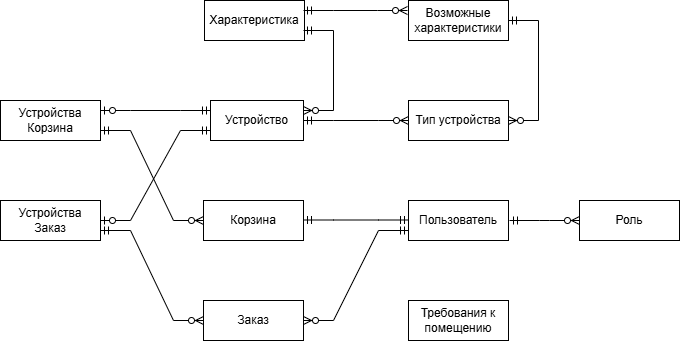 Характеристика
Возможные
характеристики
Устройства
Корзина
Устройство
Тип устройства
Устройства
Заказ
Корзина
Пользователь
Роль
Заказ
Требования к
помещению